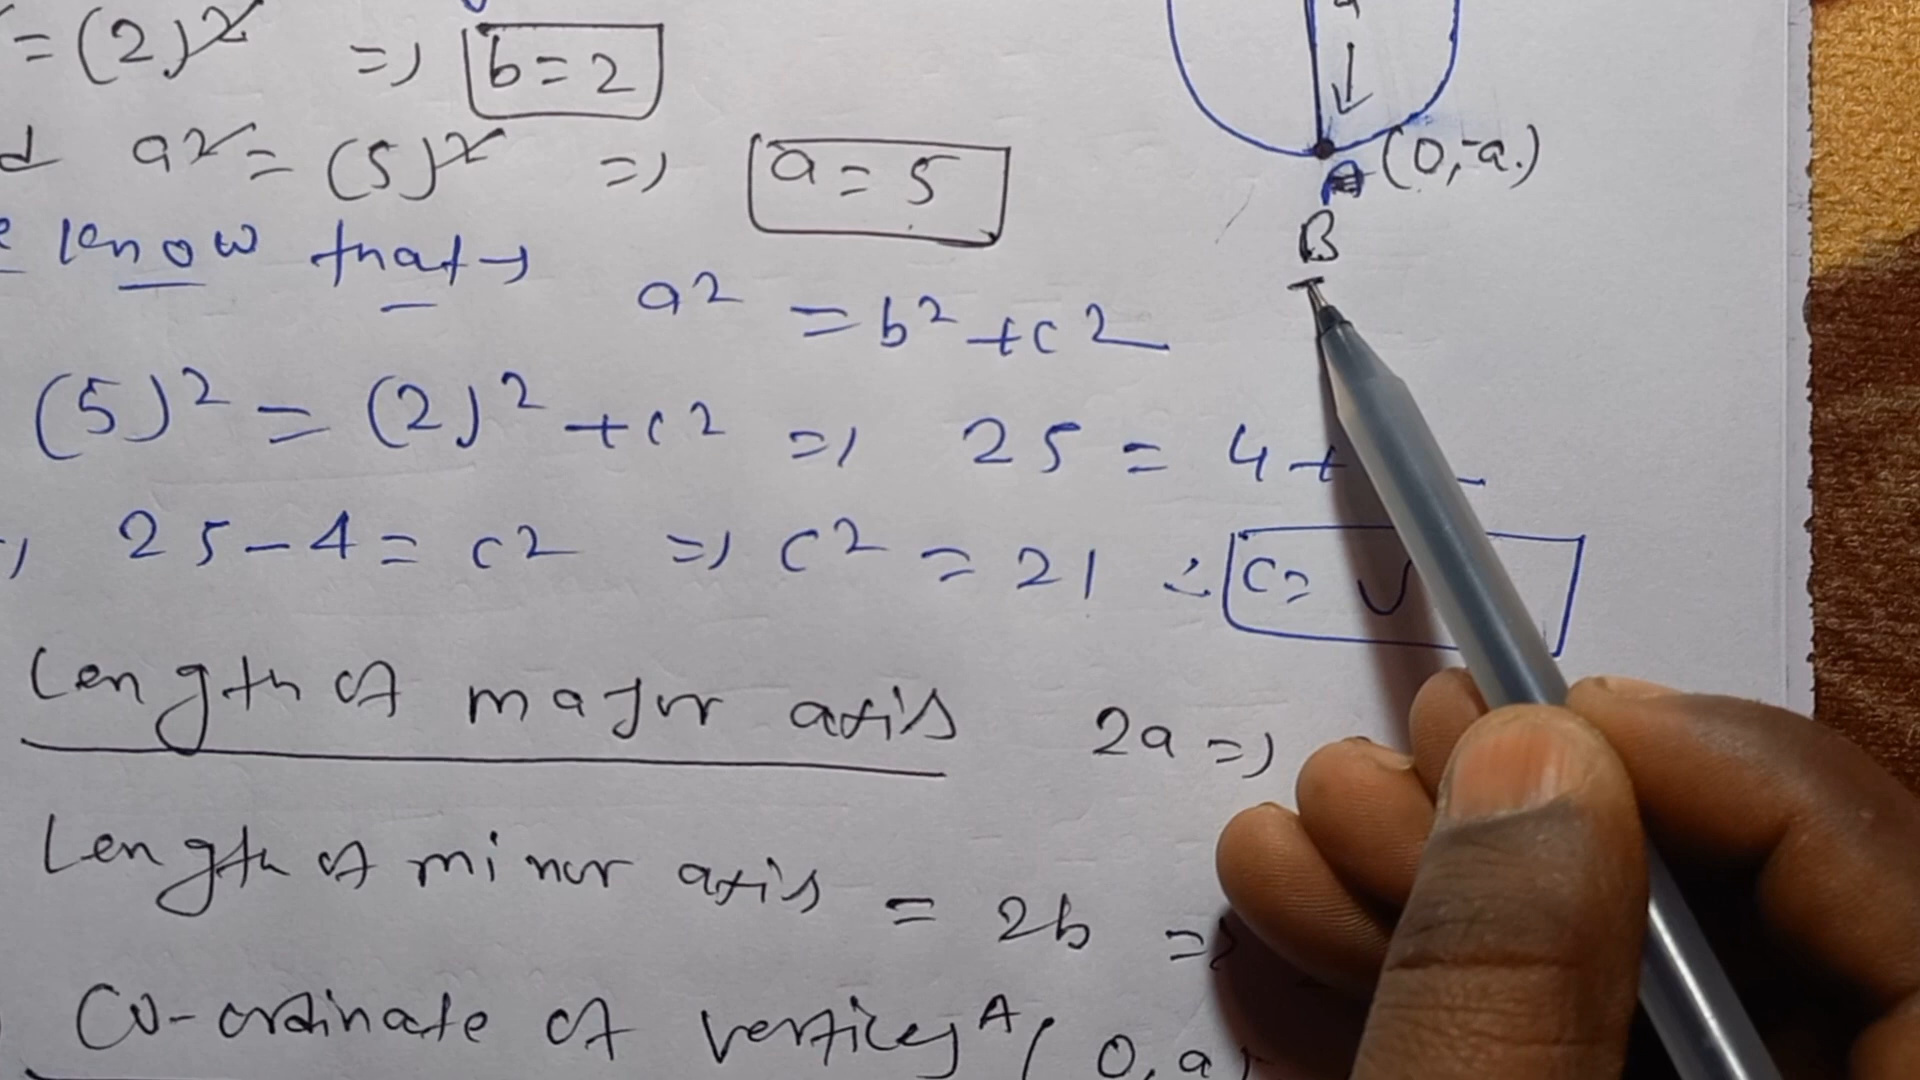 = (2)² => b = 2
a² = (5)² => a = 5
A (0, -a)
B
know that → a² = b² + c²
(5)² = (2)² + c² => 25 = 4 +
25 - 4 = c² => c² = 21 ∴ c = √
Length of major axis 2a =>
Length of minor axis = 2b =>
Co-ordinate of vertices A (0, a)